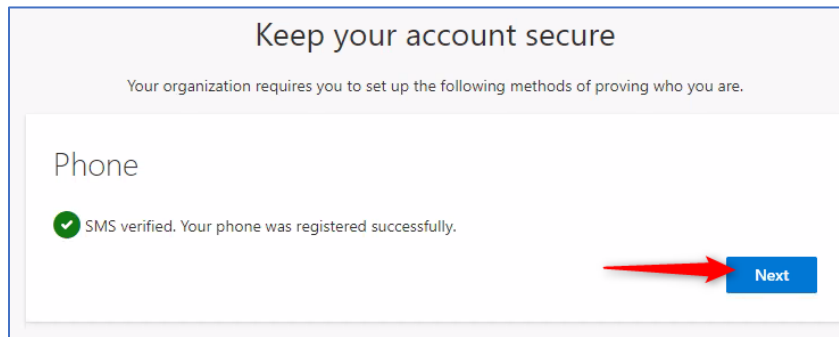 Keep your account secure
Your organization requires you to set up the following methods of proving who you are.
Phone
SMS verified. Your phone was registered successfully.
Next